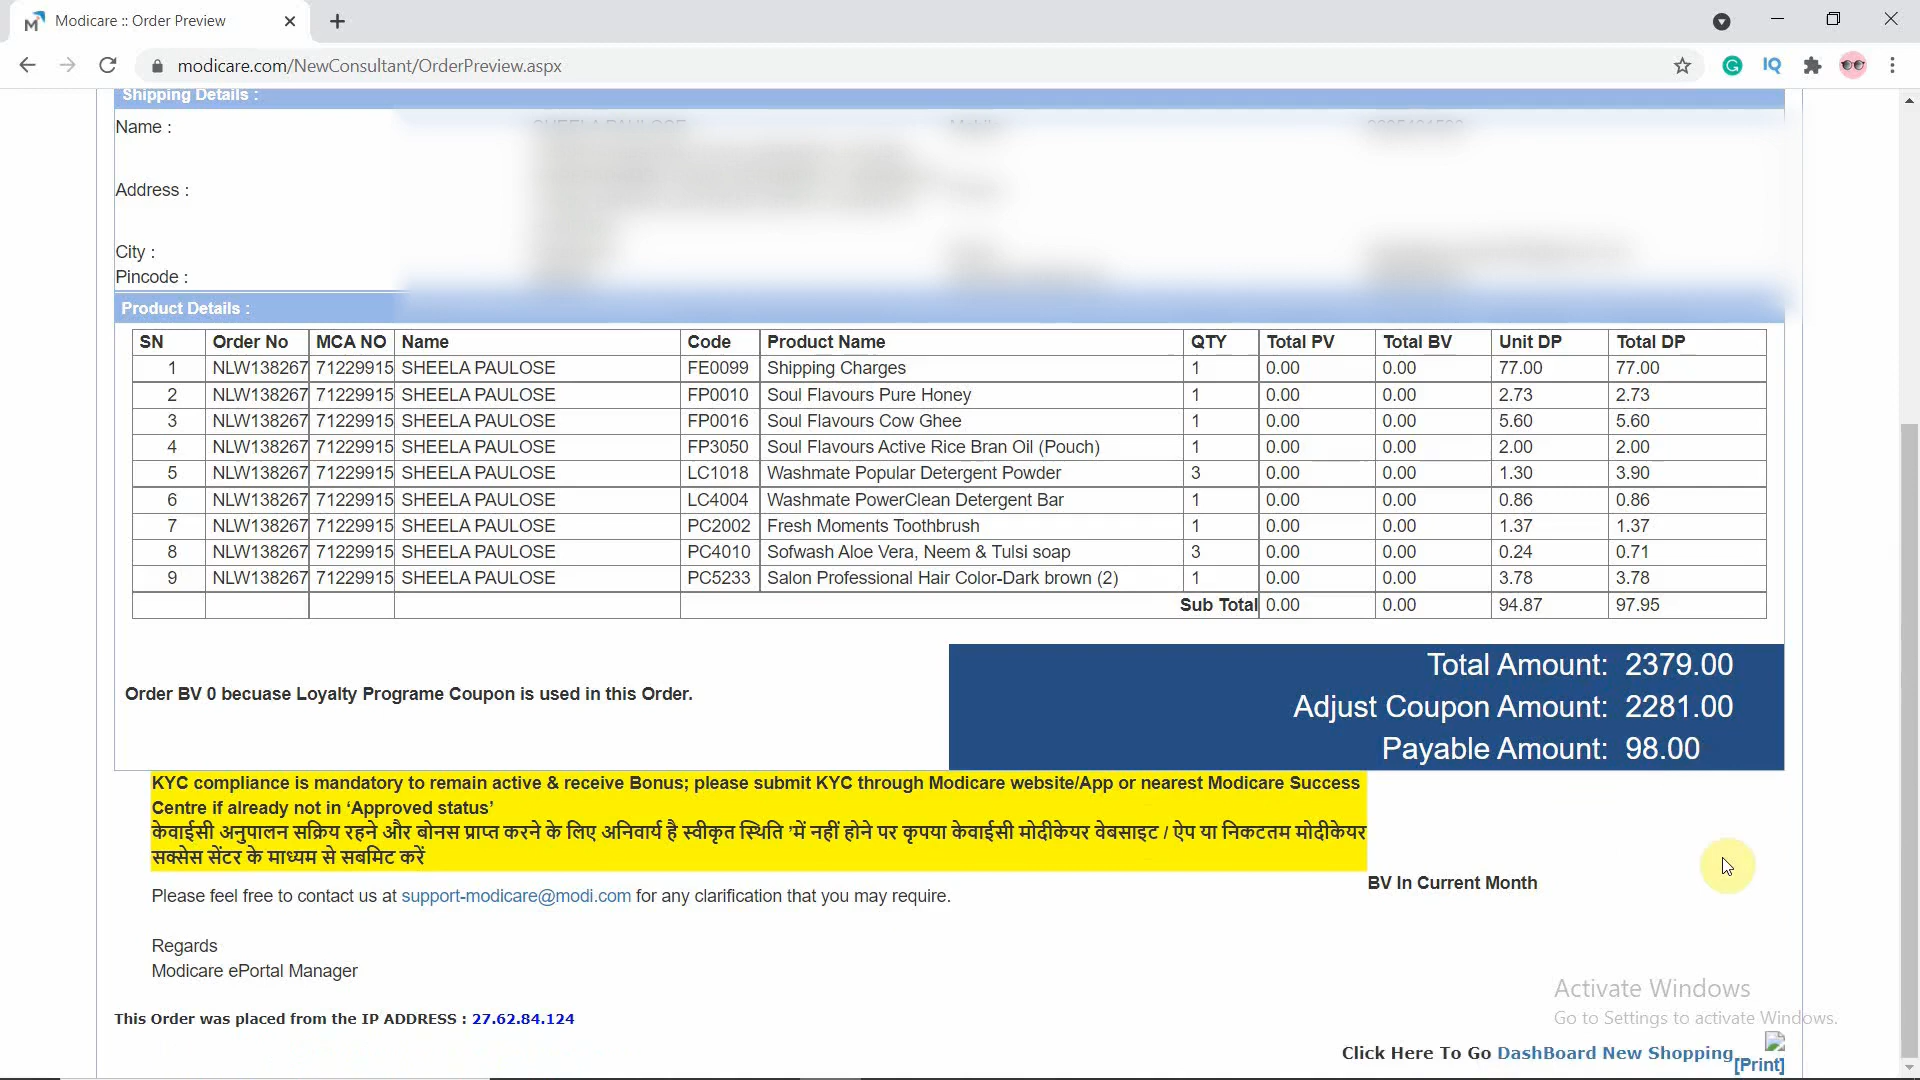 Modicare :: Order Preview
modicare.com/NewConsultant/OrderPreview.aspx
IQ
Shipping Details :
Name :
Address :
City :
Pincode :
Product Details :
SN Order No MCA NO Name Code Product Name QTY Total PV Total BV Unit DP Total DP
1 NLW138267 71229915 SHEELA PAULOSE FE0099 Shipping Charges 1 0.00 0.00 77.00 77.00
2 NLW138267 71229915 SHEELA PAULOSE FP0010 Soul Flavours Pure Honey 1 0.00 0.00 2.73 2.73
3 NLW138267 71229915 SHEELA PAULOSE FP0016 Soul Flavours Cow Ghee 1 0.00 0.00 5.60 5.60
4 NLW138267 71229915 SHEELA PAULOSE FP3050 Soul Flavours Active Rice Bran Oil (Pouch) 1 0.00 0.00 2.00 2.00
5 NLW138267 71229915 SHEELA PAULOSE LC1018 Washmate Popular Detergent Powder 3 0.00 0.00 1.30 3.90
6 NLW138267 71229915 SHEELA PAULOSE LC4004 Washmate PowerClean Detergent Bar 1 0.00 0.00 0.86 0.86
7 NLW138267 71229915 SHEELA PAULOSE PC2002 Fresh Moments Toothbrush 1 0.00 0.00 1.37 1.37
8 NLW138267 71229915 SHEELA PAULOSE PC4010 Sofwash Aloe Vera, Neem & Tulsi soap 3 0.00 0.00 0.24 0.71
9 NLW138267 71229915 SHEELA PAULOSE PC5233 Salon Professional Hair Color-Dark brown (2) 1 0.00 0.00 3.78 3.78
Sub Total 0.00 0.00 94.87 97.95
Total Amount: 2379.00
Order BV 0 becuase Loyalty Programe Coupon is used in this Order.
Adjust Coupon Amount: 2281.00
Payable Amount: 98.00
KYC compliance is mandatory to remain active & receive Bonus; please submit KYC through Modicare website/App or nearest Modicare Success
Centre if already not in ‘Approved status’
केवाईसी अनुपालन सक्रिय रहने और बोनस प्राप्त करने के लिए अनिवार्य है स्वीकृत स्थिति ’में नहीं होने पर कृपया केवाईसी मोदीकेयर वेबसाइट / ऐप या निकटतम मोदीकेयर
सक्सेस सेंटर के माध्यम से सबमिट करें
BV In Current Month
Please feel free to contact us at support-modicare@modi.com for any clarification that you may require.
Regards
Modicare ePortal Manager
Activate Windows
Go to Settings to activate Windows.
This Order was placed from the IP ADDRESS : 27.62.84.124
Click Here To Go DashBoard New Shopping
[Print]